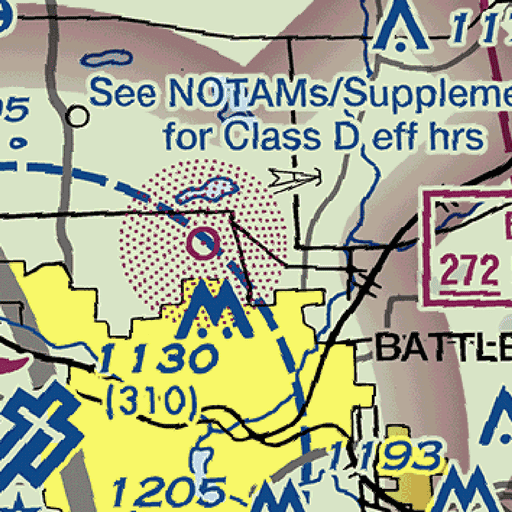 See NOTAMs/Suppleme
for Class D eff hrs
272
BATTLE
1130
(310)
1193
1205